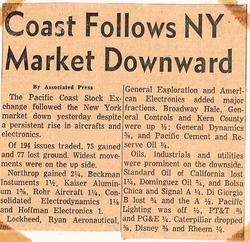 Coast Follows NY
Market Downward
By Associated Press
The Pacific Coast Stock Ex-
change followed the New York
market down yesterday despite
a persistent rise in aircrafts and
electronics.
Of 194 issues traded, 75 gained
and 77 lost ground. Widest move-
ments were on the up side.
Northrop gained 2¼, Beckman
Instuments 1½, Kaiser Alumin-
um 1⅜, Rohr Aircraft 1¼, Con-
solidated Electrodynamics 1¼
and Hoffman Electronics 1.
Lockheed, Ryan Aeronautical,
General Exploration and Ameri-
can Electronics added major
fractions. Broadway Hale, Gen-
eral Controls and Kern County
were up ½; General Dynamics
⅝, and Pacific Cement and Re-
serve Oil ¼.
Oils, Industrials and utilities
were prominent on the downside.
Standard Oil of California lost
1¼, Dominguez Oil ¾, and Bolsa
Chica and Signal A ¼. Di Giorgio
B lost ¾ and the A ½. Pacific
Lighting was off ½, PT&T ⅜
and PG&E ¼. Caterpillar dropped
⅝, Disney ⅜ and Rheem ¼.